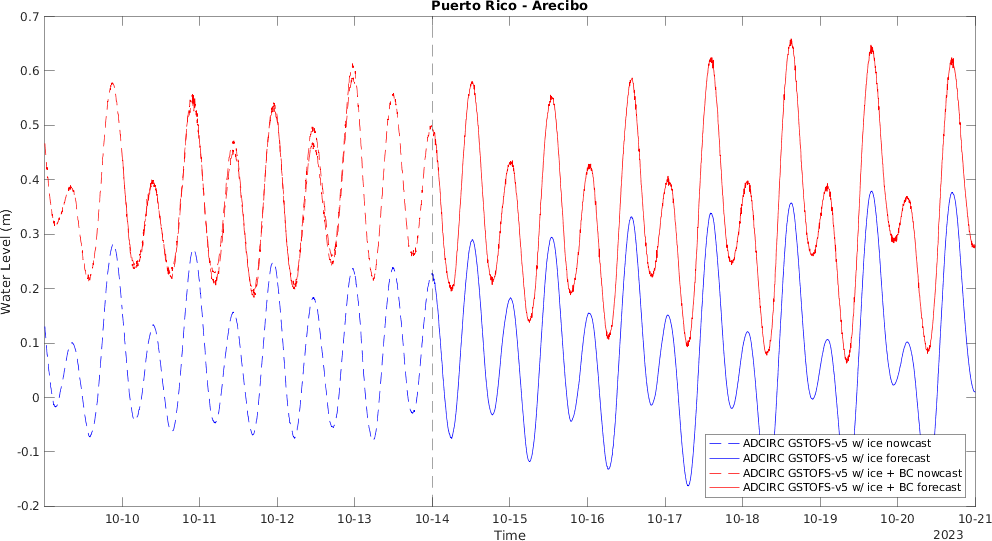 Puerto Rico - Arecibo
0.7
0.6
0.5
0.4
0.3
0.2
0.1
0
-0.1
-0.2
Water Level (m)
ADCIRC GSTOFS-v5 w/ ice nowcast
ADCIRC GSTOFS-v5 w/ ice forecast
ADCIRC GSTOFS-v5 w/ ice + BC nowcast
ADCIRC GSTOFS-v5 w/ ice + BC forecast
10-10 10-11 10-12 10-13 10-14 10-15 10-16 10-17 10-18 10-19 10-20 10-21
Time
2023